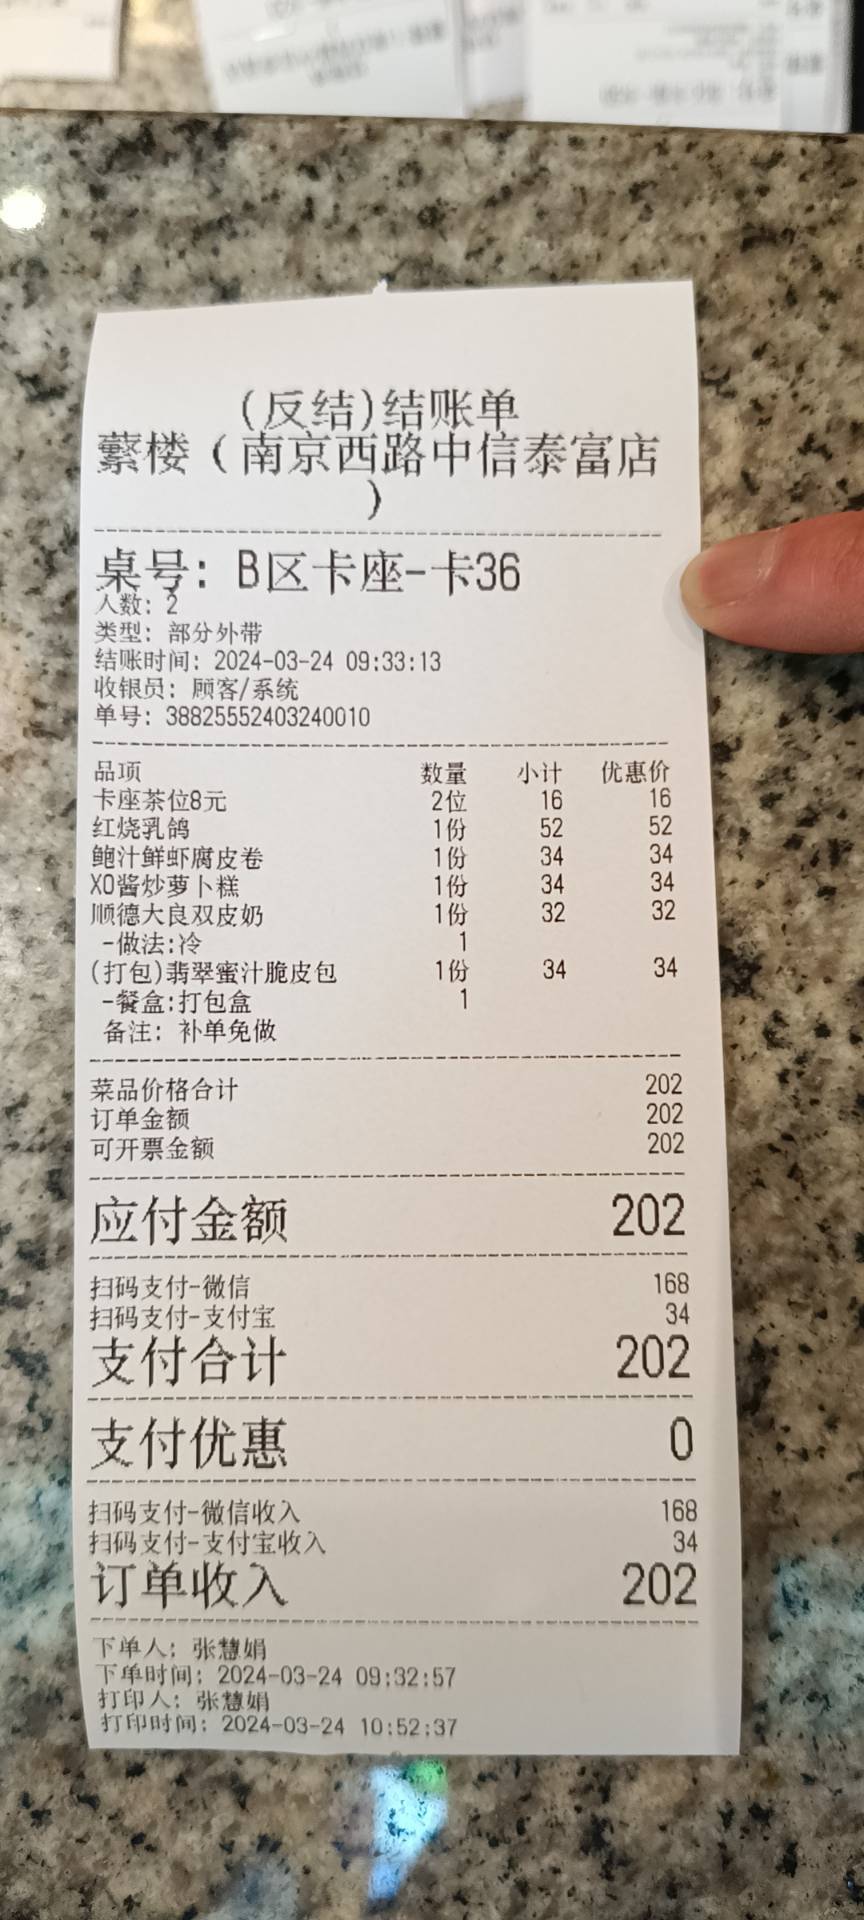 (反结)结账单
蘩楼（南京西路中信泰富店
）
桌号: B区卡座-卡36
人数: 2
类型: 部分外带
结账时间: 2024-03-24 09:33:13
收银员: 顾客/系统
单号: 38825552403240010
品项 数量 小计 优惠价
卡座茶位8元 2位 16 16
红烧乳鸽 1份 52 52
鲍汁鲜虾腐皮卷 1份 34 34
XO酱炒萝卜糕 1份 34 34
顺德大良双皮奶 1份 32 32
-做法:冷 1
(打包)翡翠蜜汁脆皮包 1份 34 34
-餐盒:打包盒 1
备注: 补单免做
菜品价格合计 202
订单金额 202
可开票金额 202
应付金额 202
扫码支付-微信 168
扫码支付-支付宝 34
支付合计 202
支付优惠 0
扫码支付-微信收入 168
扫码支付-支付宝收入 34
订单收入 202
下单人: 张慧娟
下单时间: 2024-03-24 09:32:57
打印人: 张慧娟
打印时间: 2024-03-24 10:52:37